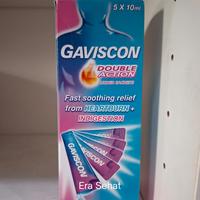 5 X 10ml
GAVISCON
DOUBLE
ACTION
Fast soothing relief
from HEARTBURN +
INDIGESTION
GAVISCON
Era Sehat